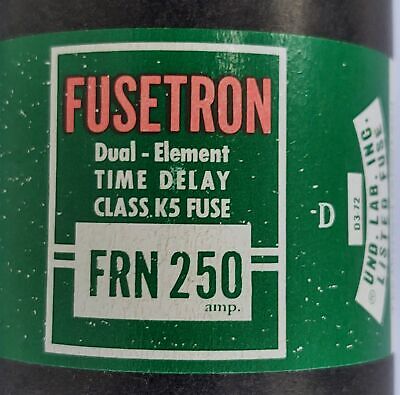 FUSETRON
Dual - Element
TIME DELAY
CLASS K5 FUSE
FRN 250
amp.
D
D372
UND. LAB. INC.
LISTED FUSE